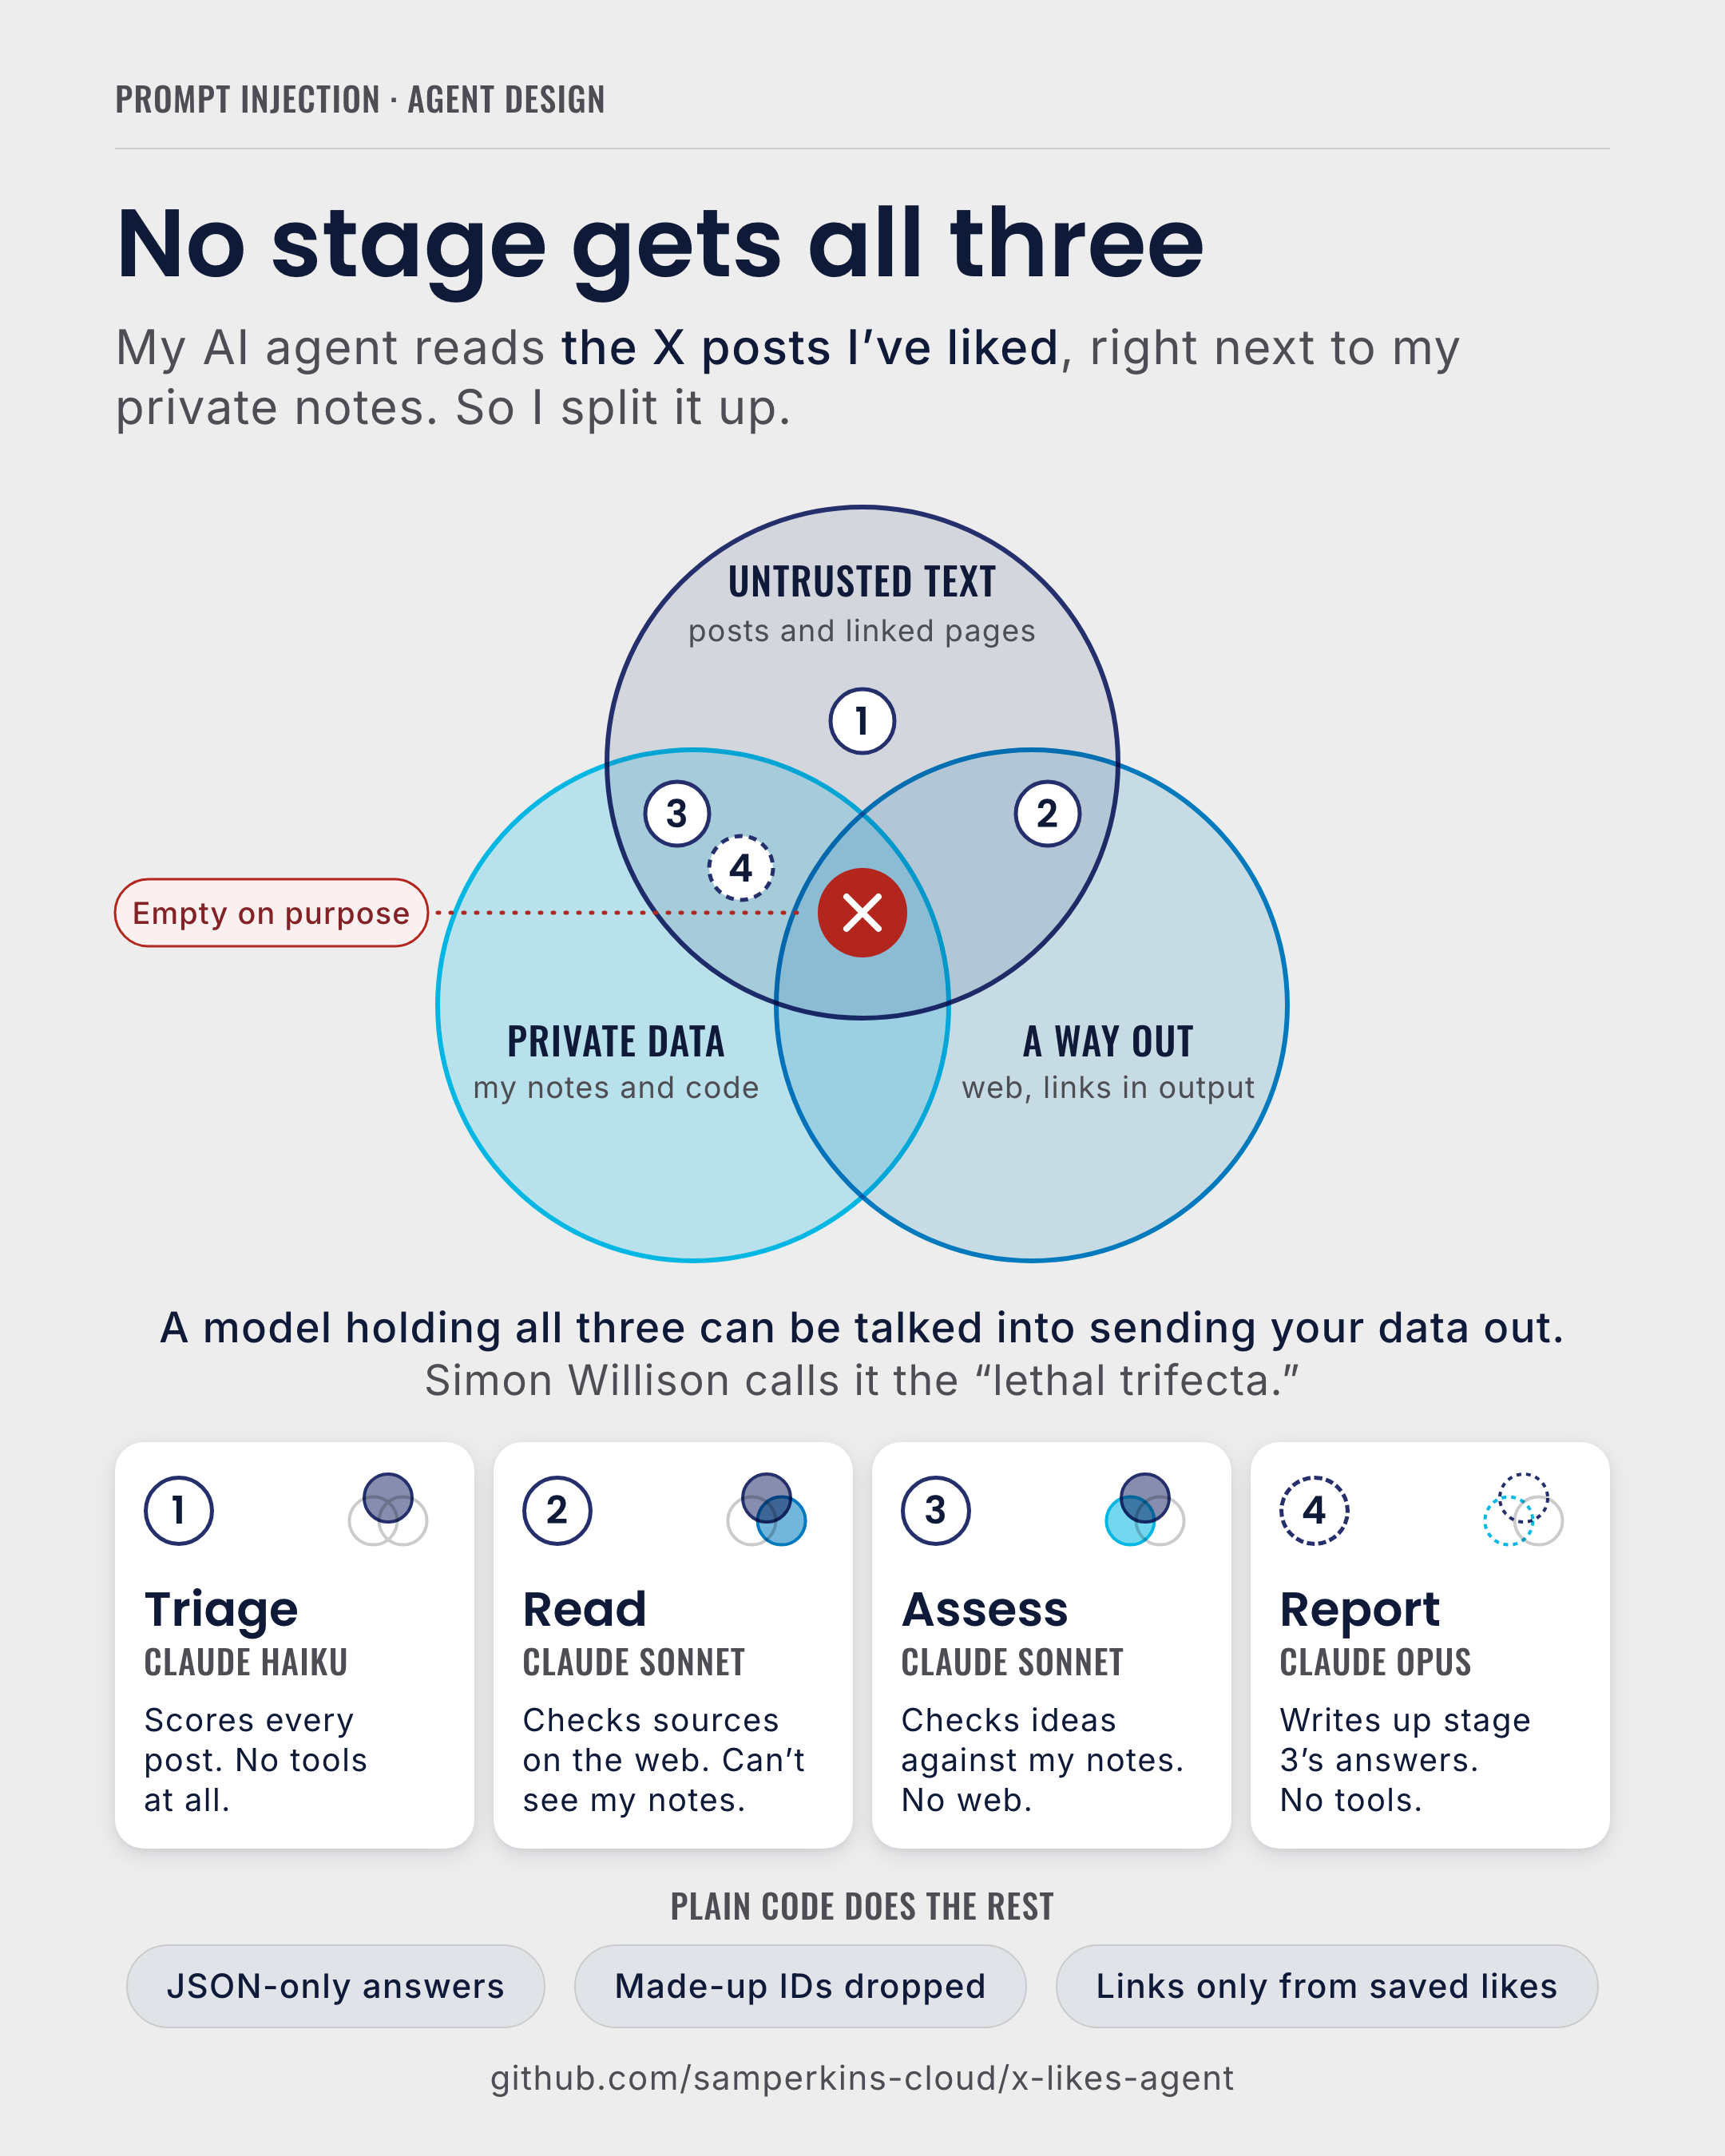 PROMPT INJECTION · AGENT DESIGN
No stage gets all three
My AI agent reads the X posts I’ve liked, right next to my
private notes. So I split it up.
UNTRUSTED TEXT
posts and linked pages
1
3
2
4
Empty on purpose
PRIVATE DATA
my notes and code
A WAY OUT
web, links in output
A model holding all three can be talked into sending your data out.
Simon Willison calls it the “lethal trifecta.”
1
Triage
CLAUDE HAIKU
Scores every
post. No tools
at all.
2
Read
CLAUDE SONNET
Checks sources
on the web. Can’t
see my notes.
3
Assess
CLAUDE SONNET
Checks ideas
against my notes.
No web.
4
Report
CLAUDE OPUS
Writes up stage
3’s answers.
No tools.
PLAIN CODE DOES THE REST
JSON-only answers
Made-up IDs dropped
Links only from saved likes
github.com/samperkins-cloud/x-likes-agent